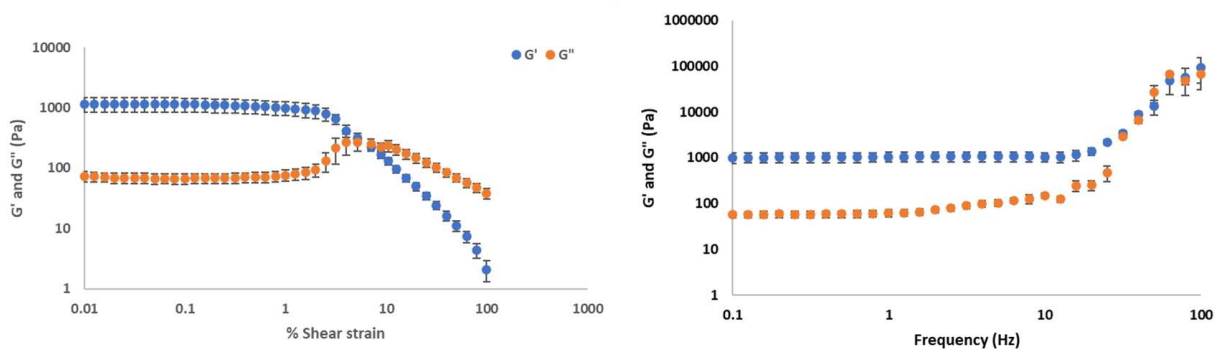 G' and G" (Pa)
10000
1000
100
10
1
0.01 0.1 1 10 100 1000
% Shear strain
G' G"
G' and G" (Pa)
1000000
100000
10000
1000
100
10
1
0.1 1 10 100
Frequency (Hz)